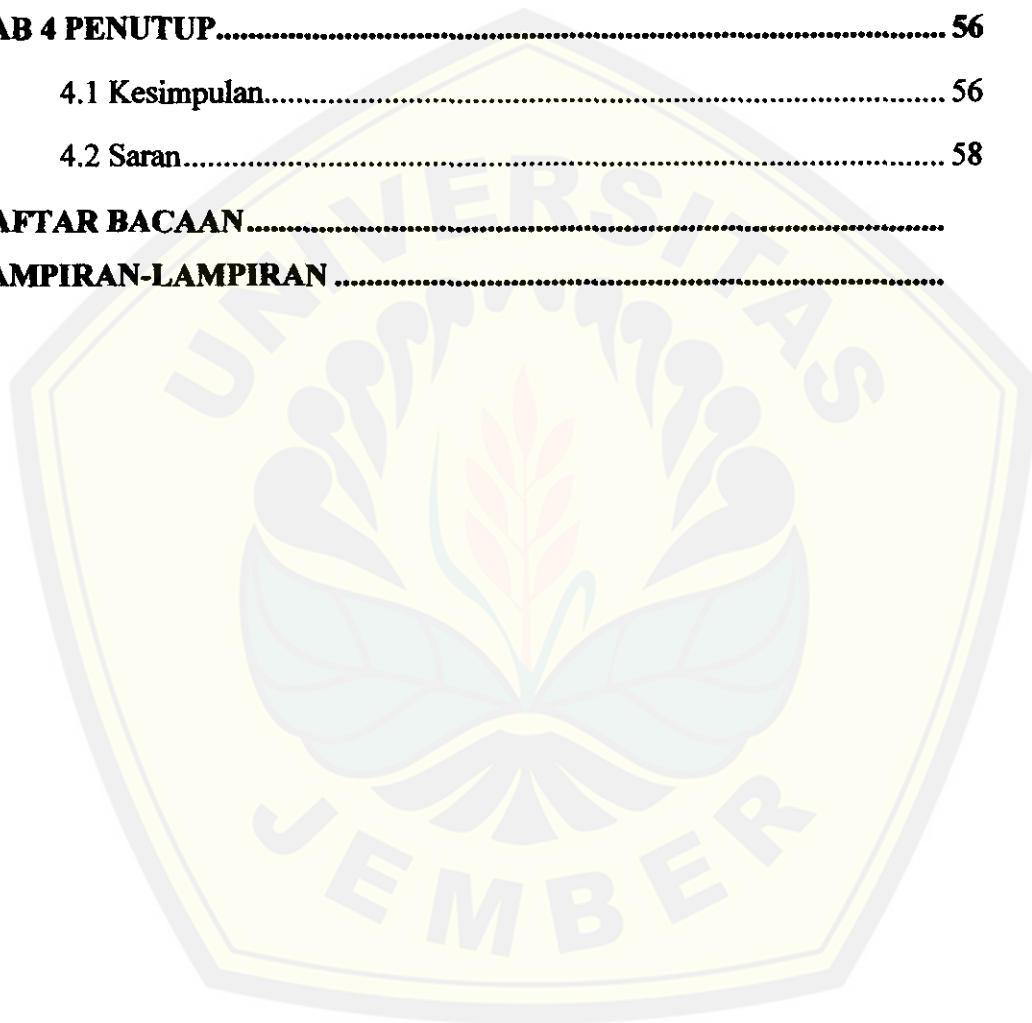 AB 4 PENUTUP.......................................................................... 56
4.1 Kesimpulan..................................................................... 56
4.2 Saran............................................................................. 58
AFTAR BACAAN......................................................................
AMPIRAN-LAMPIRAN .............................................................
UNIVERSITAS
JEMBER